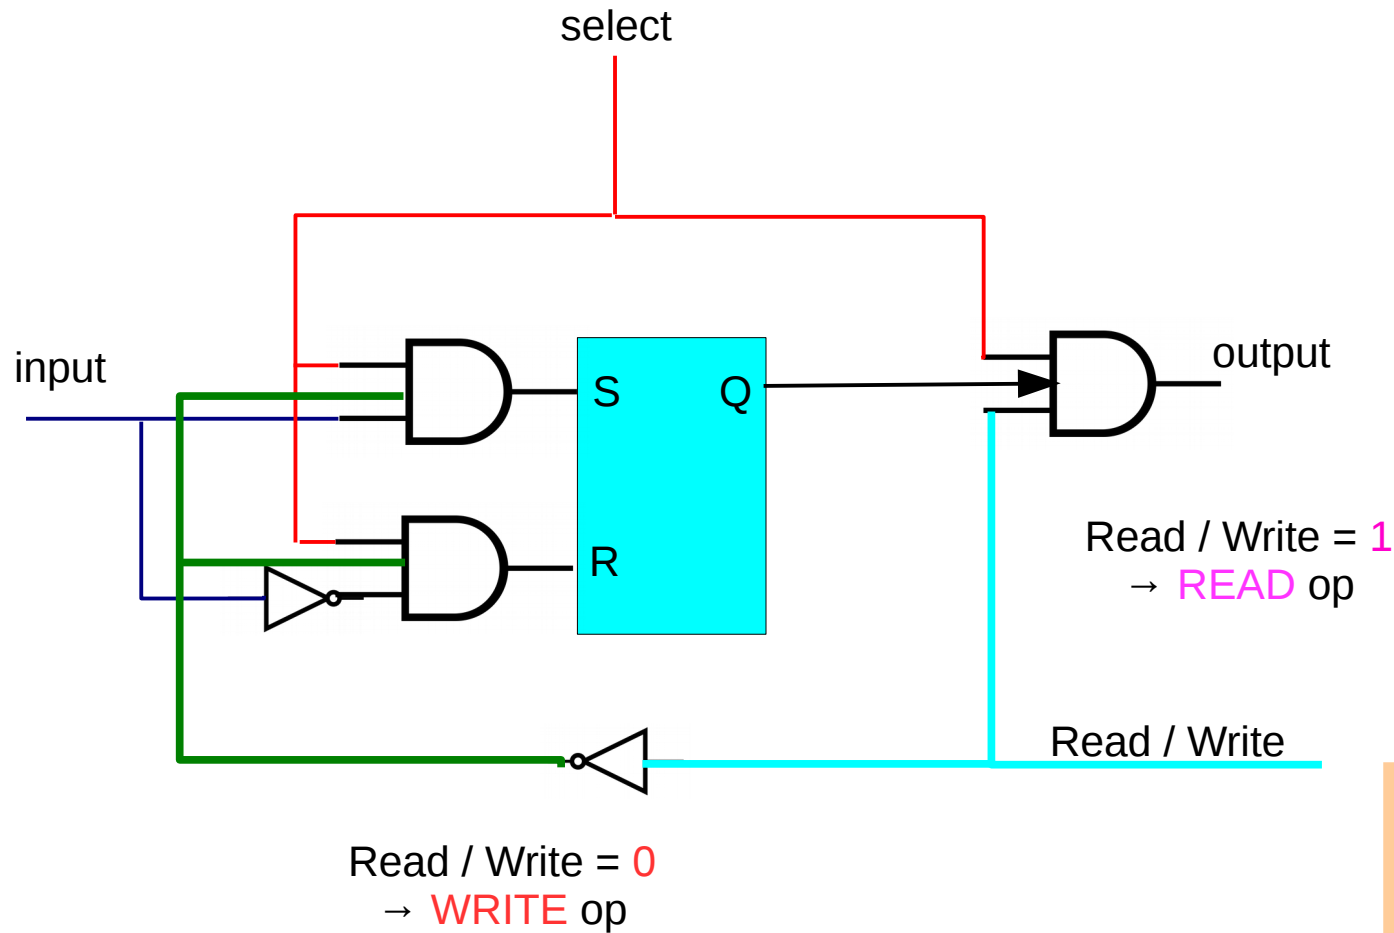 select
input
output
S
Q
R
Read / Write = 1
→ READ op
Read / Write
Read / Write = 0
→ WRITE op